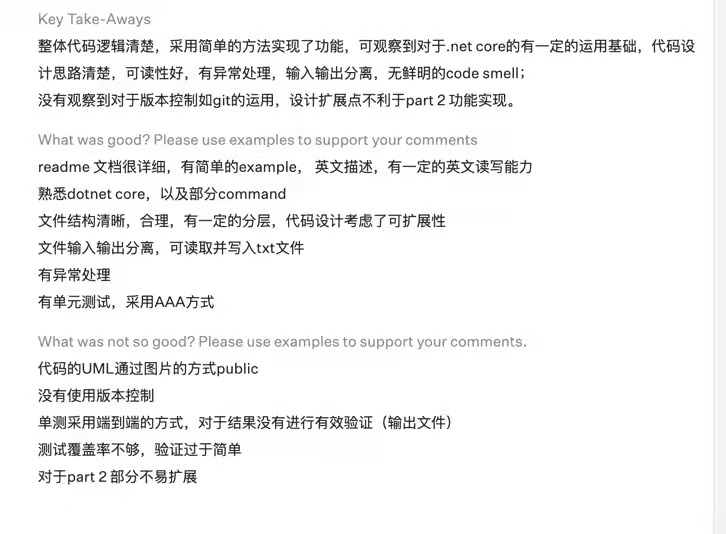 Key Take-Aways
整体代码逻辑清楚，采用简单的方法实现了功能，可观察到对于.net core的有一定的运用基础，代码设
计思路清楚，可读性好，有异常处理，输入输出分离，无鲜明的code smell；
没有观察到对于版本控制如git的运用，设计扩展点不利于part 2 功能实现。
What was good? Please use examples to support your comments
readme 文档很详细，有简单的example， 英文描述，有一定的英文读写能力
熟悉dotnet core，以及部分command
文件结构清晰，合理，有一定的分层，代码设计考虑了可扩展性
文件输入输出分离，可读取并写入txt文件
有异常处理
有单元测试，采用AAA方式
What was not so good? Please use examples to support your comments.
代码的UML通过图片的方式public
没有使用版本控制
单测采用端到端的方式，对于结果没有进行有效验证（输出文件）
测试覆盖率不够，验证过于简单
对于part 2 部分不易扩展